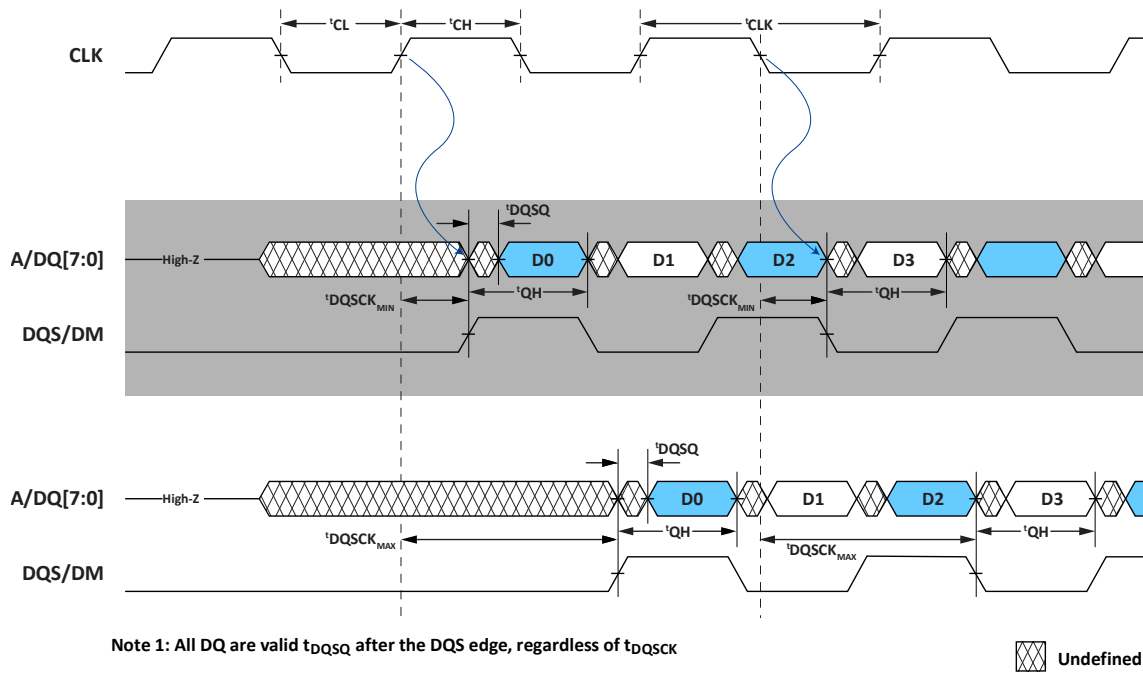 tCL
tCH
tCLK
CLK
tDQSQ
A/DQ[7:0]
High-Z
D0
D1
D2
D3
tDQSCKMIN
tQH
tDQSCKMIN
tQH
DQS/DM
tDQSQ
A/DQ[7:0]
High-Z
D0
D1
D2
D3
tDQSCKMAX
tQH
tDQSCKMAX
tQH
DQS/DM
Note 1: All DQ are valid tDQSQ after the DQS edge, regardless of tDQSCK
Undefined